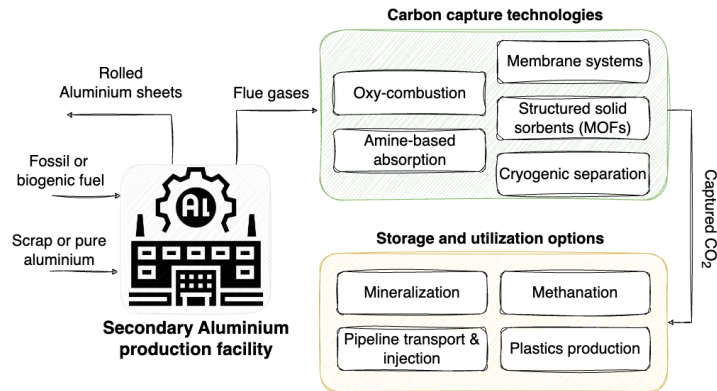 Carbon capture technologies
Rolled
Aluminium sheets
Flue gases
Oxy-combustion
Amine-based
absorption
Membrane systems
Structured solid
sorbents (MOFs)
Cryogenic separation
Fossil or
biogenic fuel
Scrap or pure
aluminium
Al
Secondary Aluminium
production facility
Captured CO₂
Storage and utilization options
Mineralization
Methanation
Pipeline transport &
injection
Plastics production